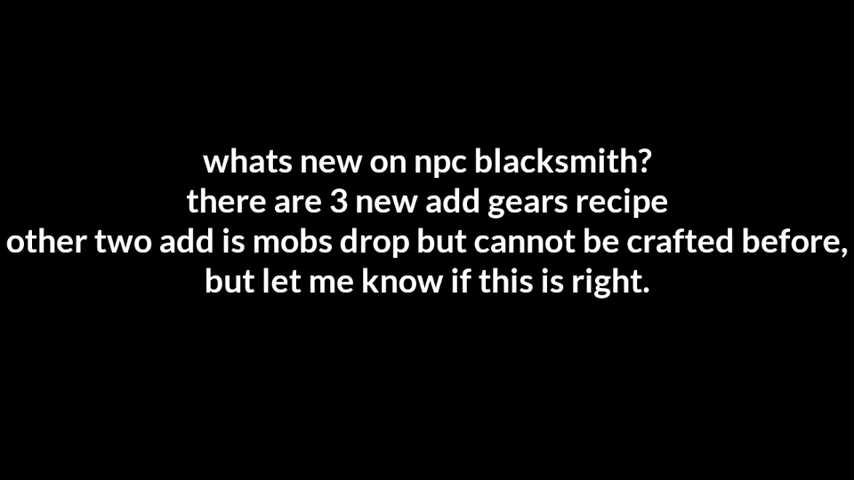 whats new on npc blacksmith?
there are 3 new add gears recipe
other two add is mobs drop but cannot be crafted before,
but let me know if this is right.